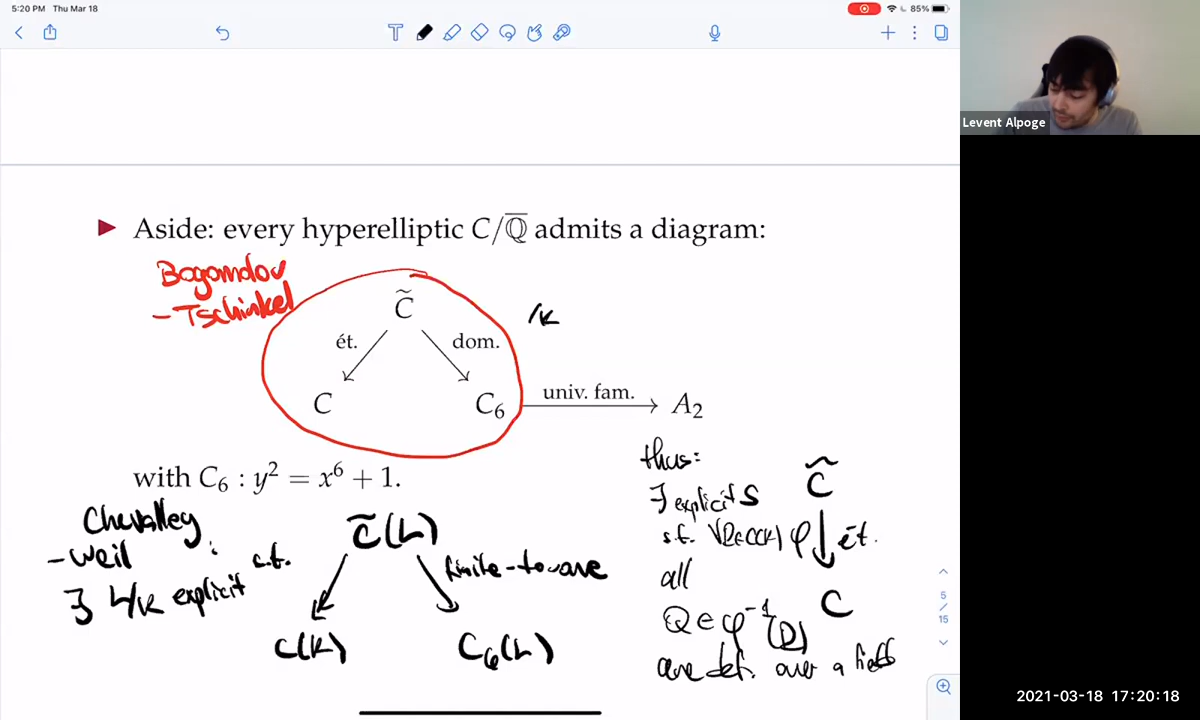 5:20 PM Thu Mar 18
85%
Levent Alpoge
▶ Aside: every hyperelliptic C/ℚ̅ admits a diagram:
Bogomolov
- Tschinkel
C̃
/K
ét. dom.
C C₆ univ. fam. A₂
with C₆ : y² = x⁶ + 1.
thus:
∃ explicit S
s.t. ∀P∈C(K)
all
Q ∈ φ⁻¹(P)
are def. over a field
C̃
φ ét.
C
Chevalley
- Weil :
∃ L/K explicit s.t.
C̃(L)
finite-to-one
C(K) C₆(L)
5
/
15
2021-03-18 17:20:18